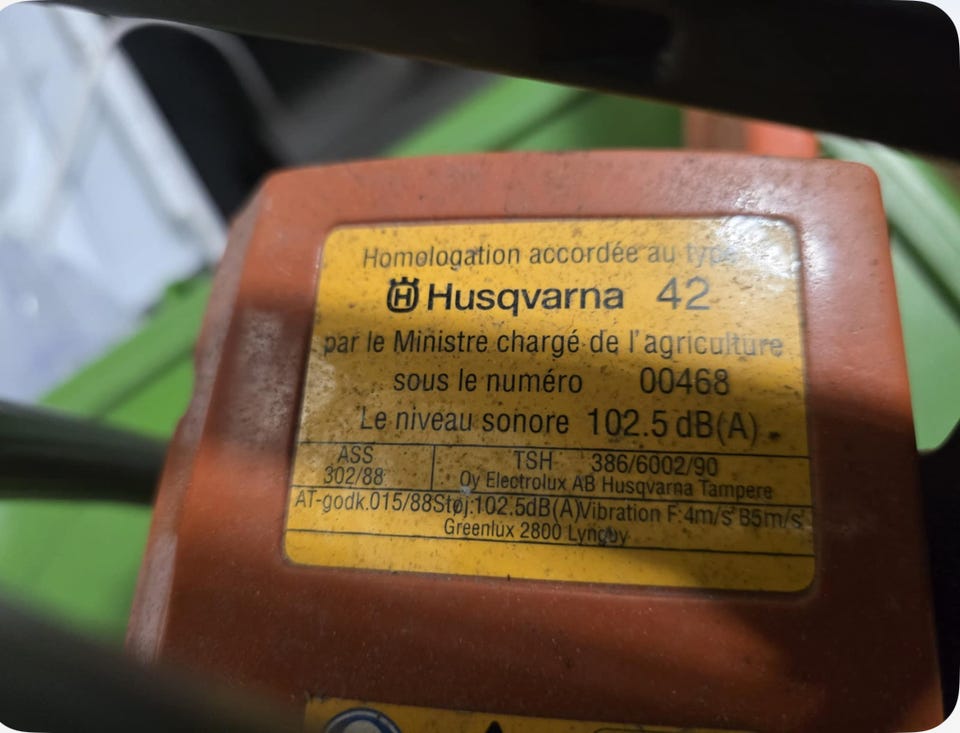 Homologation accordée au type
Husqvarna 42
par le Ministre chargé de l'agriculture
sous le numéro 00468
Le niveau sonore 102.5 dB(A)
ASS
302/88
TSH 386/6002/90
Oy Electrolux AB Husqvarna Tampere
AT-godk.015/88 Støj:102.5dB(A) Vibration F:4m/s² B5m/s²
Greenlux 2800 Lyngby